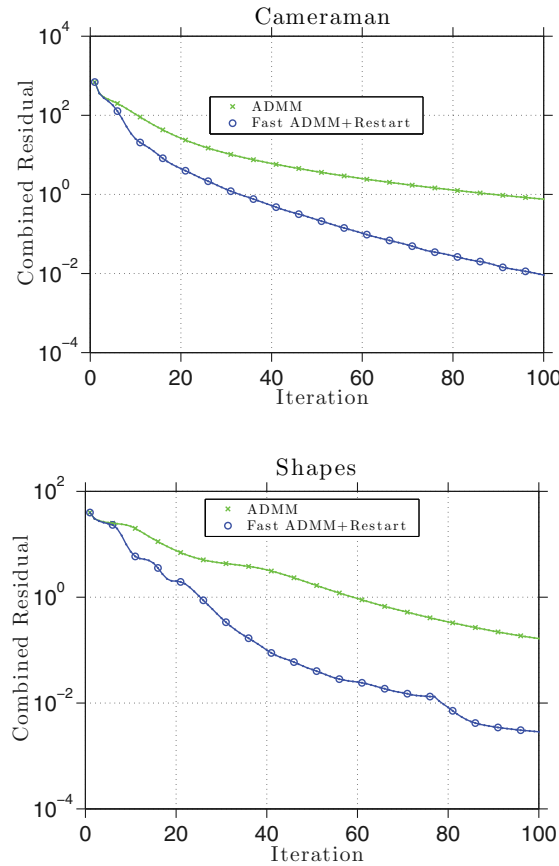 Cameraman
10^4
10^2
10^0
10^−2
10^−4
Combined Residual
ADMM
Fast ADMM+Restart
0 20 40 60 80 100
Iteration
Shapes
10^2
10^0
10^−2
10^−4
Combined Residual
ADMM
Fast ADMM+Restart
0 20 40 60 80 100
Iteration